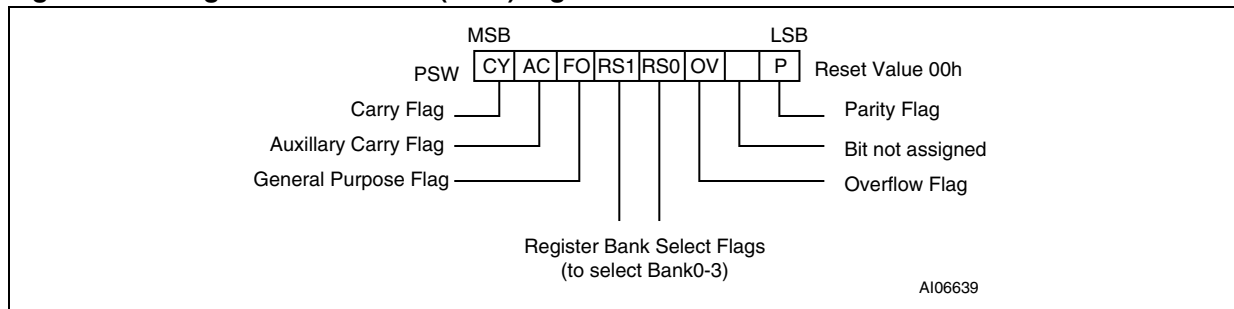 MSB LSB
PSW CY AC FO RS1 RS0 OV P Reset Value 00h
Carry Flag Parity Flag
Auxillary Carry Flag Bit not assigned
General Purpose Flag Overflow Flag
Register Bank Select Flags
(to select Bank0-3)
AI06639